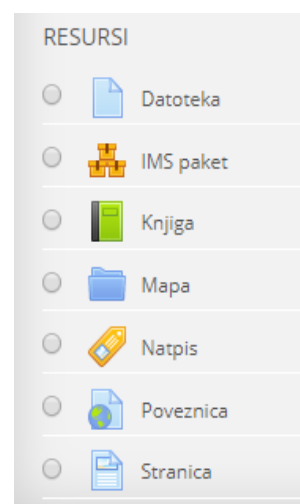 RESURSI
Datoteka
IMS paket
Knjiga
Mapa
Natpis
Poveznica
Stranica